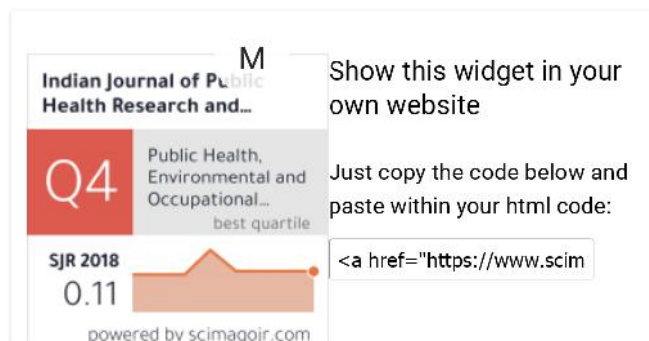 M
Indian Journal of Public
Health Research and...
Q4
Public Health,
Environmental and
Occupational...
best quartile
SJR 2018
0.11
powered by scimagojr.com
Show this widget in your
own website
Just copy the code below and
paste within your html code:
<a href="https://www.scim